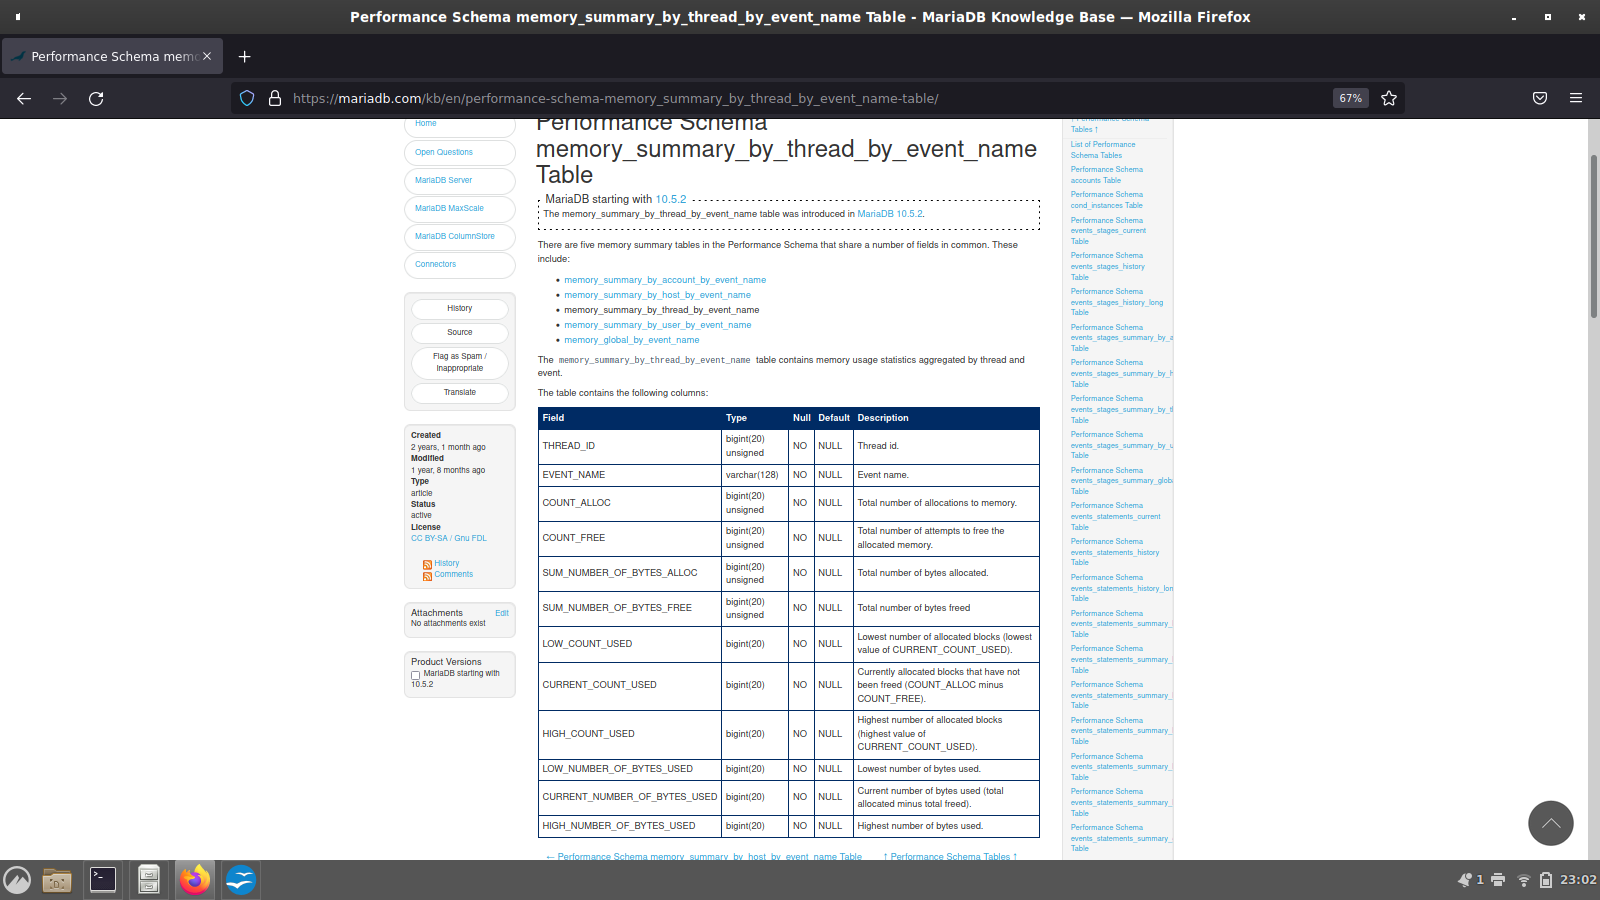 Performance Schema memory_summary_by_thread_by_event_name Table - MariaDB Knowledge Base — Mozilla Firefox
Performance Schema mem
https://mariadb.com/kb/en/performance-schema-memory_summary_by_thread_by_event_name-table/
67%
Home
Open Questions
MariaDB Server
MariaDB MaxScale
MariaDB ColumnStore
Connectors
History
Source
Flag as Spam /
Inappropriate
Translate
Created
2 years, 1 month ago
Modified
1 year, 8 months ago
Type
article
Status
active
License
CC BY-SA / Gnu FDL
History
Comments
Attachments Edit
No attachments exist
Product Versions
MariaDB starting with
10.5.2
Performance Schema
memory_summary_by_thread_by_event_name
Table
MariaDB starting with 10.5.2
The memory_summary_by_thread_by_event_name table was introduced in MariaDB 10.5.2.
There are five memory summary tables in the Performance Schema that share a number of fields in common. These
include:
• memory_summary_by_account_by_event_name
• memory_summary_by_host_by_event_name
• memory_summary_by_thread_by_event_name
• memory_summary_by_user_by_event_name
• memory_global_by_event_name
The memory_summary_by_thread_by_event_name table contains memory usage statistics aggregated by thread and
event.
The table contains the following columns:
Field Type Null Default Description
THREAD_ID bigint(20) unsigned NO NULL Thread id.
EVENT_NAME varchar(128) NO NULL Event name.
COUNT_ALLOC bigint(20) unsigned NO NULL Total number of allocations to memory.
COUNT_FREE bigint(20) unsigned NO NULL Total number of attempts to free the allocated memory.
SUM_NUMBER_OF_BYTES_ALLOC bigint(20) unsigned NO NULL Total number of bytes allocated.
SUM_NUMBER_OF_BYTES_FREE bigint(20) unsigned NO NULL Total number of bytes freed
LOW_COUNT_USED bigint(20) NO NULL Lowest number of allocated blocks (lowest value of CURRENT_COUNT_USED).
CURRENT_COUNT_USED bigint(20) NO NULL Currently allocated blocks that have not been freed (COUNT_ALLOC minus COUNT_FREE).
HIGH_COUNT_USED bigint(20) NO NULL Highest number of allocated blocks (highest value of CURRENT_COUNT_USED).
LOW_NUMBER_OF_BYTES_USED bigint(20) NO NULL Lowest number of bytes used.
CURRENT_NUMBER_OF_BYTES_USED bigint(20) NO NULL Current number of bytes used (total allocated minus total freed).
HIGH_NUMBER_OF_BYTES_USED bigint(20) NO NULL Highest number of bytes used.
← Performance Schema memory_summary_by_host_by_event_name Table ↑ Performance Schema Tables ↑
↑ Performance Schema
Tables ↑
List of Performance
Schema Tables
Performance Schema
accounts Table
Performance Schema
cond_instances Table
Performance Schema
events_stages_current
Table
Performance Schema
events_stages_history
Table
Performance Schema
events_stages_history_long
Table
Performance Schema
events_stages_summary_by_a
Table
Performance Schema
events_stages_summary_by_h
Table
Performance Schema
events_stages_summary_by_t
Table
Performance Schema
events_stages_summary_by_u
Table
Performance Schema
events_stages_summary_globa
Table
Performance Schema
events_statements_current
Table
Performance Schema
events_statements_history
Table
Performance Schema
events_statements_history_lon
Table
Performance Schema
events_statements_summary_
Table
Performance Schema
events_statements_summary_
Table
Performance Schema
events_statements_summary_
Table
Performance Schema
events_statements_summary_
Table
Performance Schema
events_statements_summary_
Table
Performance Schema
events_statements_summary_
Table
Performance Schema
events_statements_summary_
Table
1
23:02